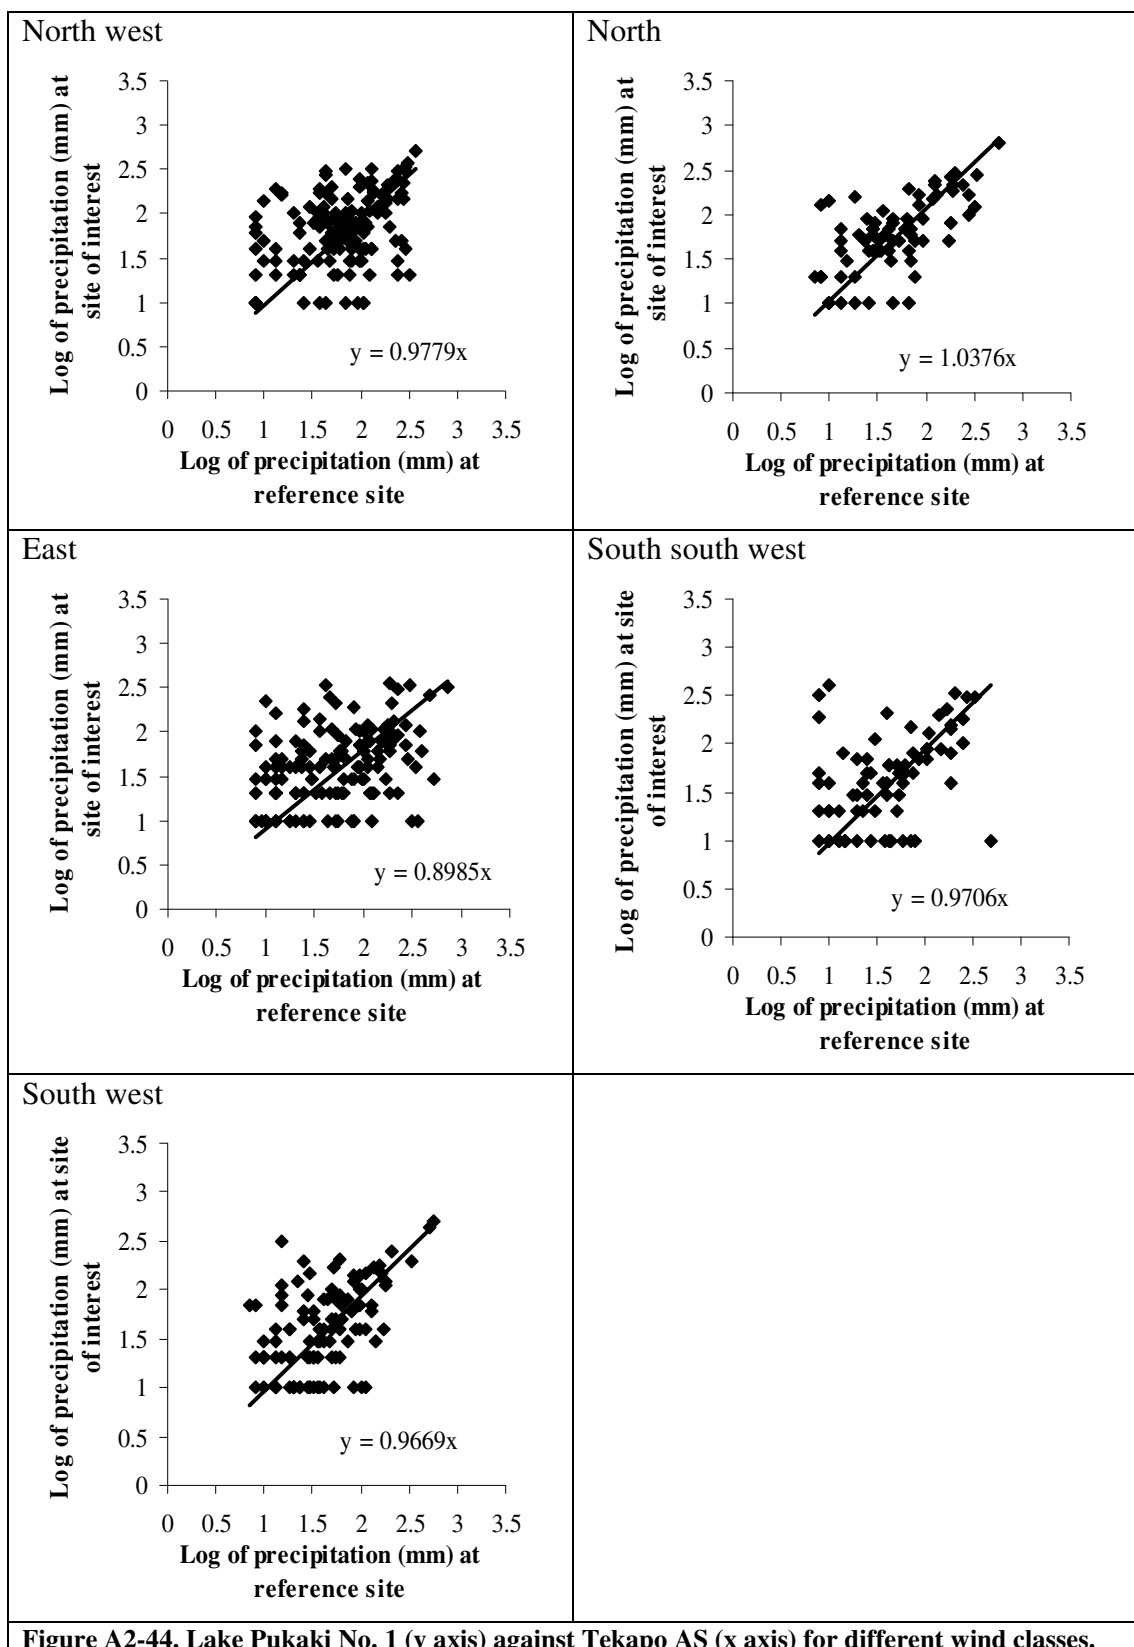 North west
Log of precipitation (mm) at
site of interest
3.5
3
2.5
2
1.5
1
0.5
0
y = 0.9779x
0 0.5 1 1.5 2 2.5 3 3.5
Log of precipitation (mm) at
reference site
North
Log of precipitation (mm) at
site of interest
3.5
3
2.5
2
1.5
1
0.5
0
y = 1.0376x
0 0.5 1 1.5 2 2.5 3 3.5
Log of precipitation (mm) at
reference site
East
Log of precipitation (mm) at
site of interest
3.5
3
2.5
2
1.5
1
0.5
0
y = 0.8985x
0 0.5 1 1.5 2 2.5 3 3.5
Log of precipitation (mm) at
reference site
South south west
Log of precipitation (mm) at site
of interest
3.5
3
2.5
2
1.5
1
0.5
0
y = 0.9706x
0 0.5 1 1.5 2 2.5 3 3.5
Log of precipitation (mm) at
reference site
South west
Log of precipitation (mm) at site
of interest
3.5
3
2.5
2
1.5
1
0.5
0
y = 0.9669x
0 0.5 1 1.5 2 2.5 3 3.5
Log of precipitation (mm) at
reference site
Figure A2-44. Lake Pukaki No. 1 (y axis) against Tekapo AS (x axis) for different wind classes.